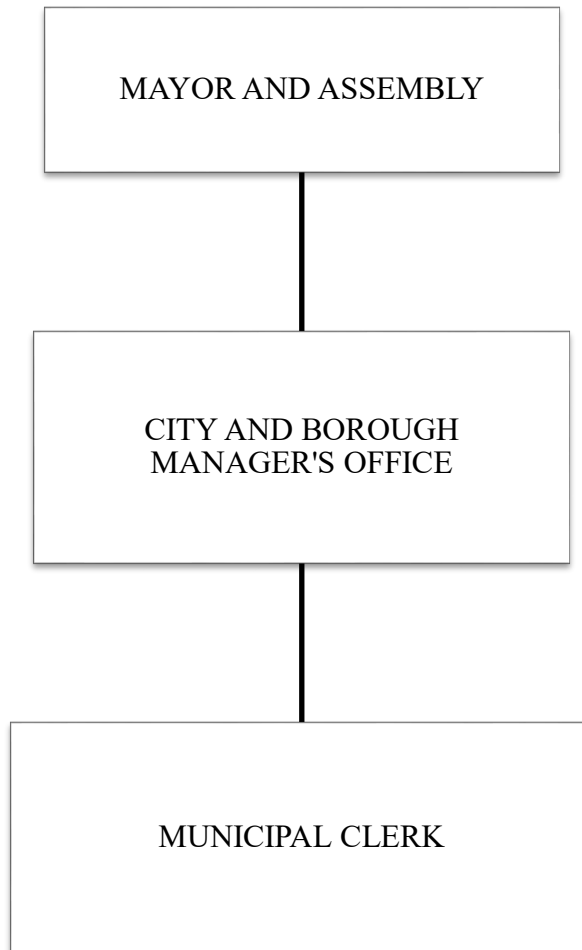 MAYOR AND ASSEMBLY
CITY AND BOROUGH
MANAGER'S OFFICE
MUNICIPAL CLERK